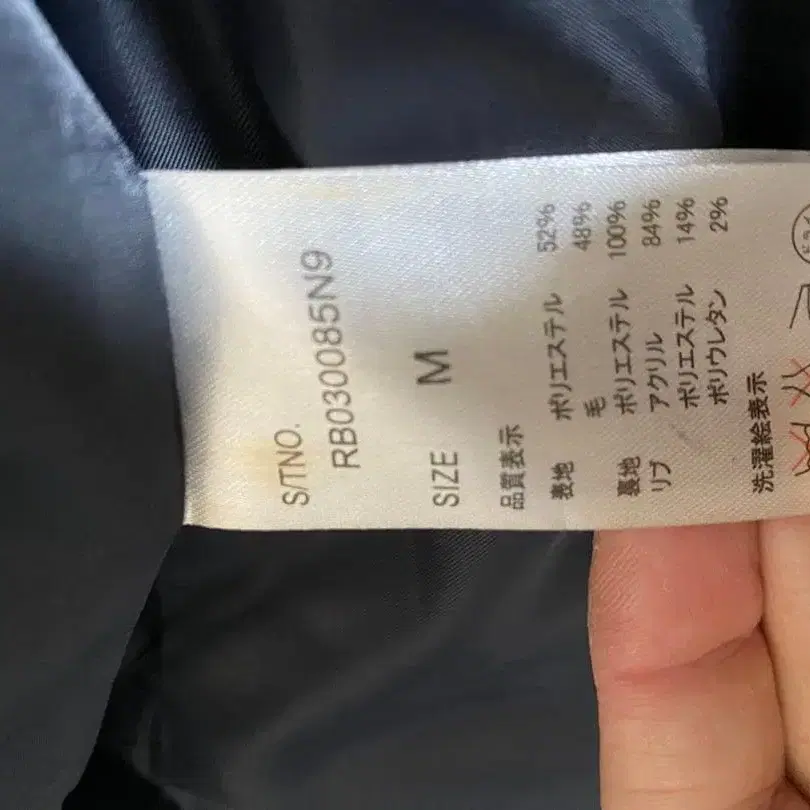 S/TNO.
RB030085N9
SIZE M
品質表示
表地 ポリエステル 52%
毛 48%
裏地 ポリエステル 100%
リブ アクリル 84%
ポリエステル 14%
ポリウレタン 2%
洗濯絵表示